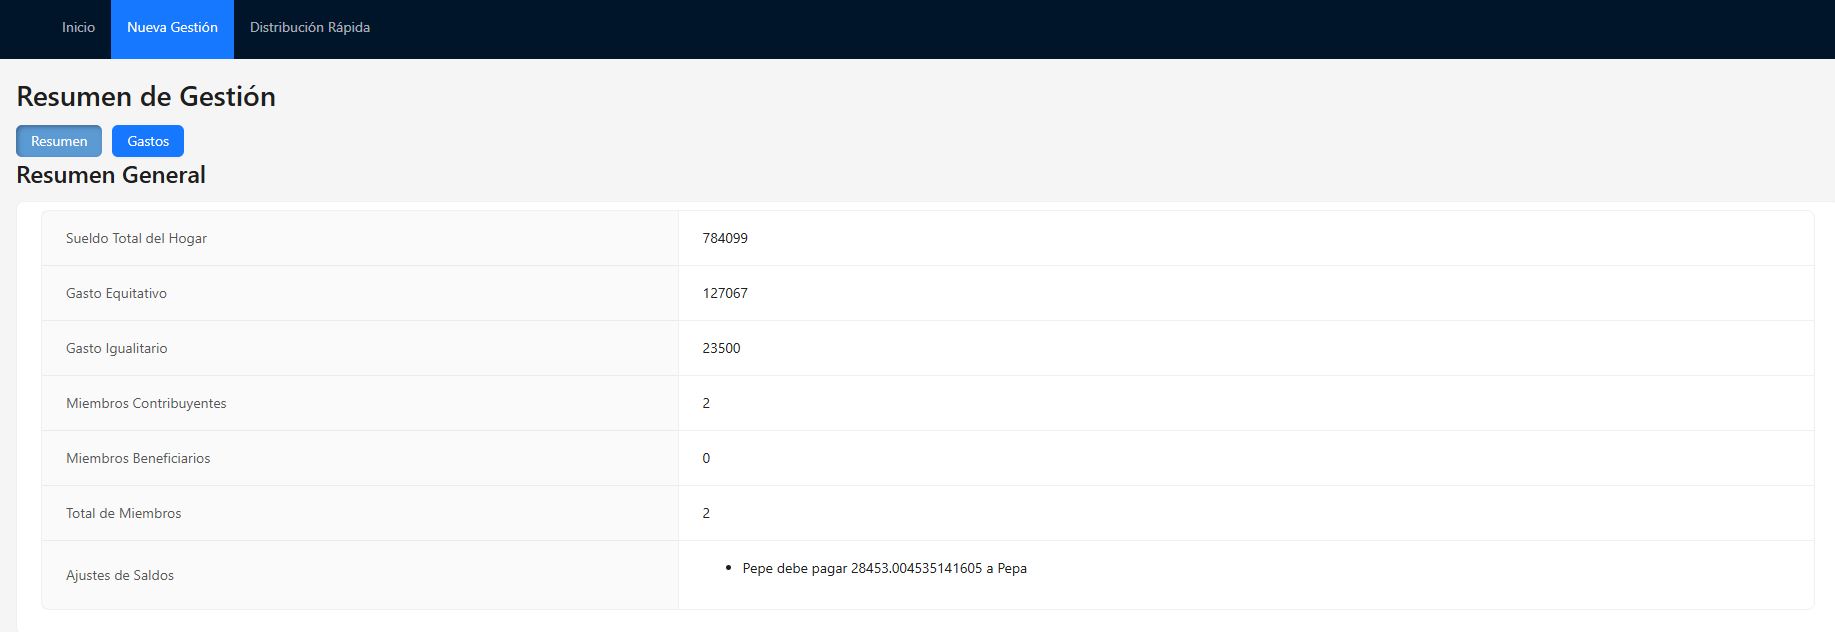 Inicio Nueva Gestión Distribución Rápida
Resumen de Gestión
Resumen Gastos
Resumen General
Sueldo Total del Hogar 784099
Gasto Equitativo 127067
Gasto Igualitario 23500
Miembros Contribuyentes 2
Miembros Beneficiarios 0
Total de Miembros 2
Ajustes de Saldos • Pepe debe pagar 28453.004535141605 a Pepa